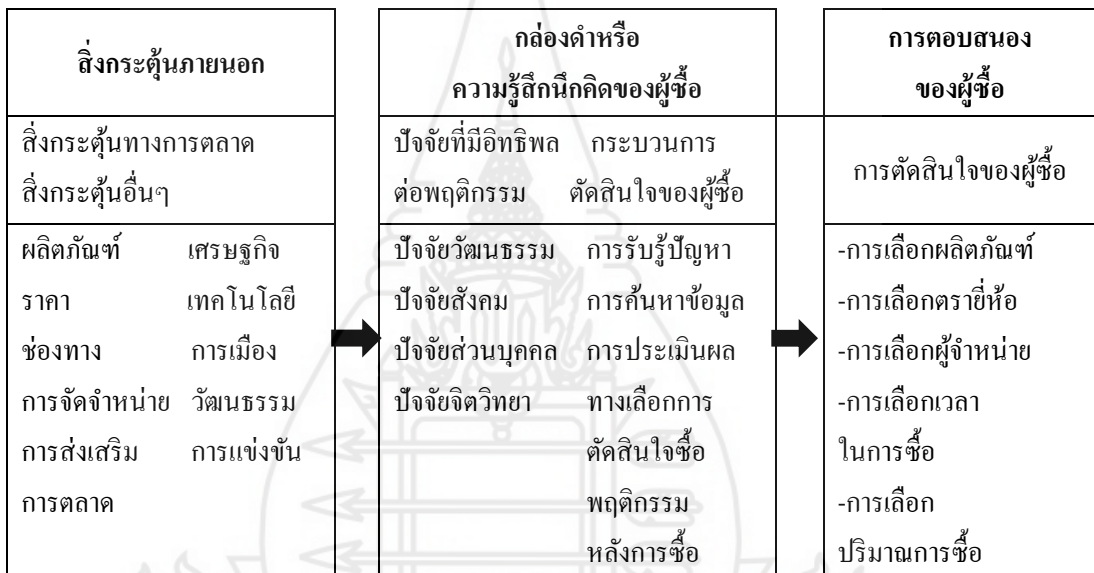 สิ่งกระตุ้นภายนอก
สิ่งกระตุ้นทางการตลาด
สิ่งกระตุ้นอื่นๆ
ผลิตภัณฑ์ เศรษฐกิจ
ราคา เทคโนโลยี
ช่องทาง การเมือง
การจัดจำหน่าย วัฒนธรรม
การส่งเสริม การแข่งขัน
การตลาด
กล่องดำหรือ
ความรู้สึกนึกคิดของผู้ซื้อ
ปัจจัยที่มีอิทธิพล กระบวนการ
ต่อพฤติกรรม ตัดสินใจของผู้ซื้อ
ปัจจัยวัฒนธรรม การรับรู้ปัญหา
ปัจจัยสังคม การค้นหาข้อมูล
ปัจจัยส่วนบุคคล การประเมินผล
ปัจจัยจิตวิทยา ทางเลือกการ
ตัดสินใจซื้อ
พฤติกรรม
หลังการซื้อ
การตอบสนอง
ของผู้ซื้อ
การตัดสินใจของผู้ซื้อ
-การเลือกผลิตภัณฑ์
-การเลือกตรายี่ห้อ
-การเลือกผู้จำหน่าย
-การเลือกเวลา
ในการซื้อ
-การเลือก
ปริมาณการซื้อ